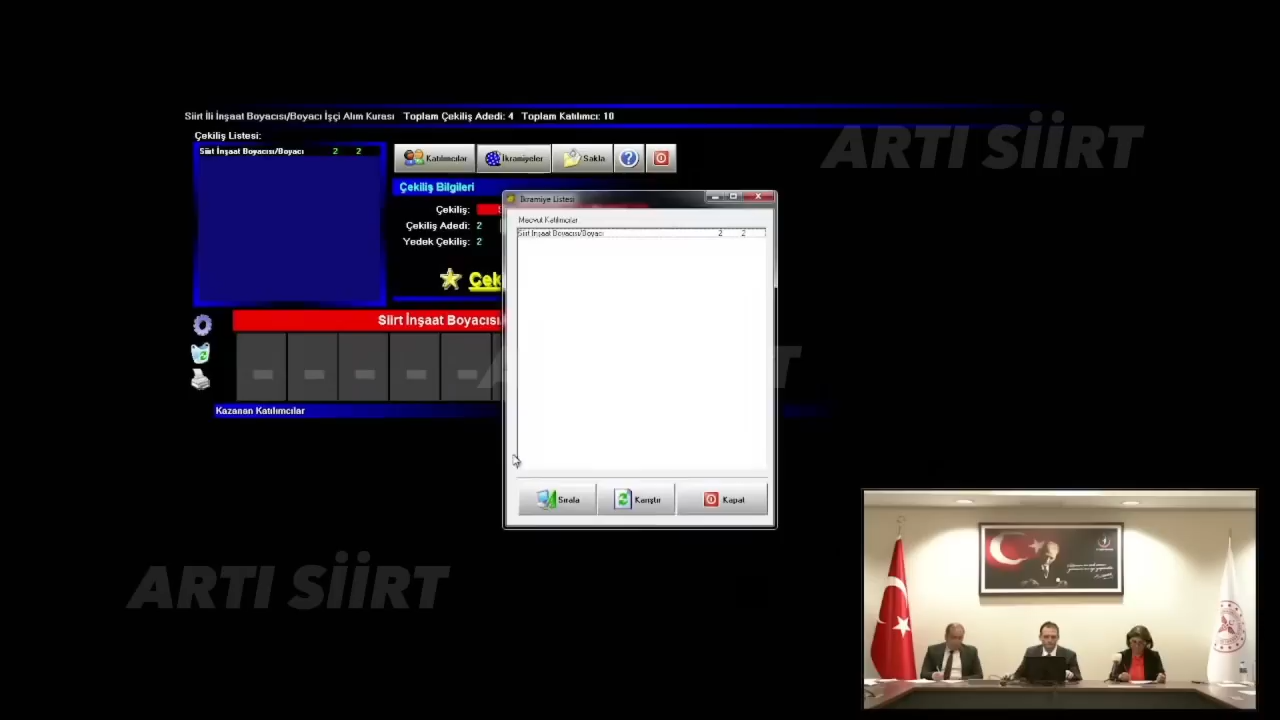 Siirt İli İnşaat Boyacısı/Boyacı İşçi Alım Kurası Toplam Çekiliş Adedi: 4 Toplam Katılımcı: 10
ARTI SİİRT
Çekiliş Listesi:
Siirt İnşaat Boyacısı/Boyacı 2 2
Katılımcılar
İkramiyeler
Sakla
Çekiliş Bilgileri
Çekiliş:
Çekiliş Adedi: 2
Yedek Çekiliş: 2
Çek
İkramiye Listesi
Mevcut Katılımcılar
Siirt İnşaat Boyacısı/Boyacı 2 2
Siirt İnşaat Boyacısı
Kazanan Katılımcılar
Sırala
Karıştır
Kapat
ARTI SİİRT